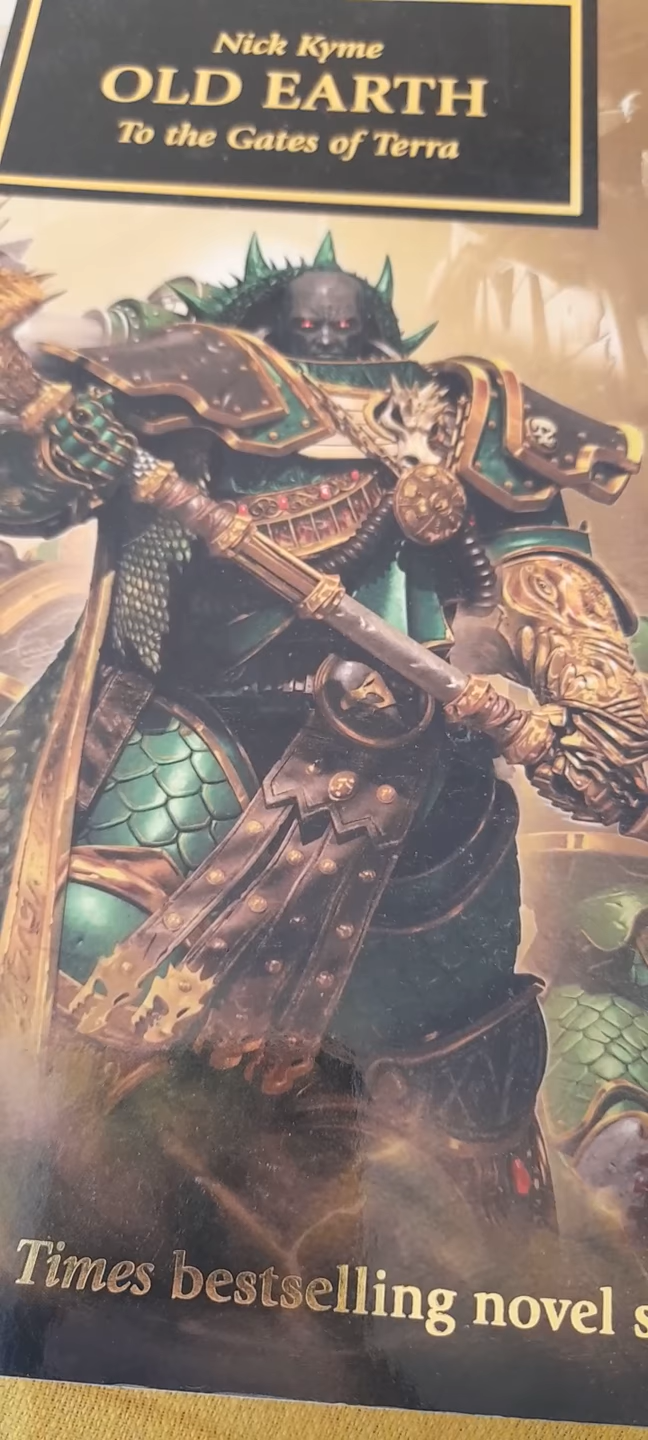 Nick Kyme
OLD EARTH
To the Gates of Terra
Times bestselling novel s